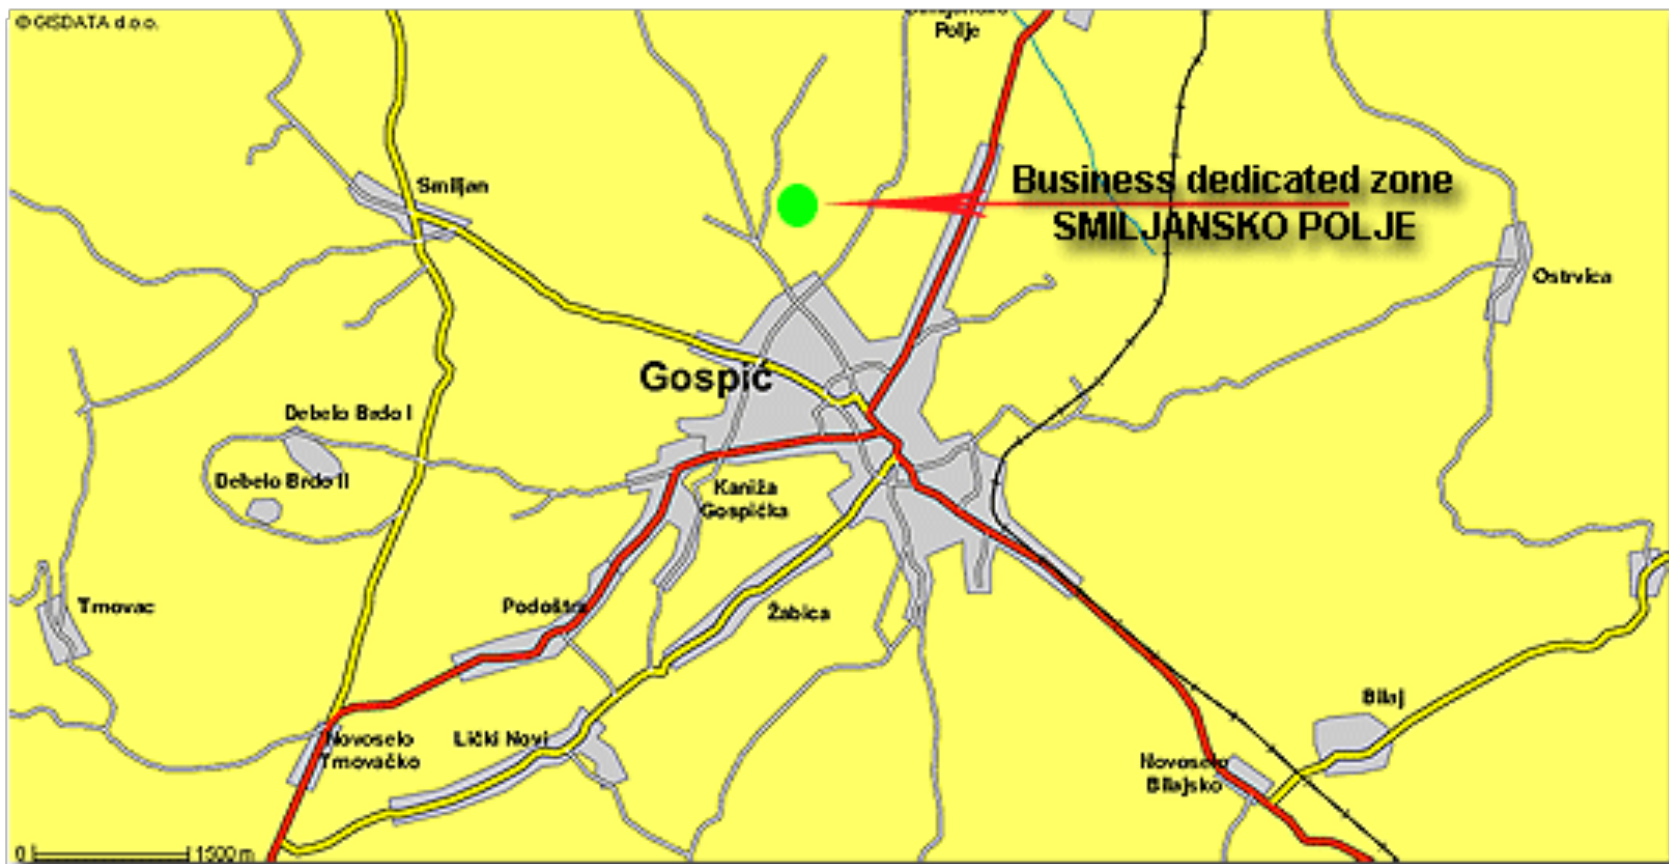 © GISDATA d.o.o.
Polje
Smiljan
Business dedicated zone
SMILJANSKO POLJE
Ostrvica
Gospić
Debelo Brdo I
Debelo Brdo II
Kaniža
Gospićka
Trnovac
Podoštra
Žabica
Bilaj
Novoselo
Trnovačko
Lički Novi
Novoselo
Bilajsko
0
1500 m